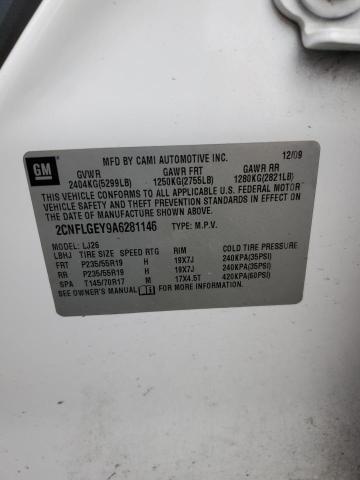 GM
MFD BY CAMI AUTOMOTIVE INC. 12/09
GVWR GAWR FRT GAWR RR
2404KG(5299LB) 1250KG(2755LB) 1280KG(2821LB)
THIS VEHICLE CONFORMS TO ALL APPLICABLE U.S. FEDERAL MOTOR
VEHICLE SAFETY AND THEFT PREVENTION STANDARDS IN EFFECT ON
THE DATE OF MANUFACTURE SHOWN ABOVE.
2CNFLGEY9A6281146 TYPE: M.P.V.
MODEL: LJ26
LBHJ TIRE SIZE SPEED RTG RIM COLD TIRE PRESSURE
FRT P235/55R19 H 19X7J 240KPA(35PSI)
RR P235/55R19 H 19X7J 240KPA(35PSI)
SPA T145/70R17 M 17X4.5T 420KPA(60PSI)
SEE OWNER'S MANUAL FOR MORE INFORMATION.